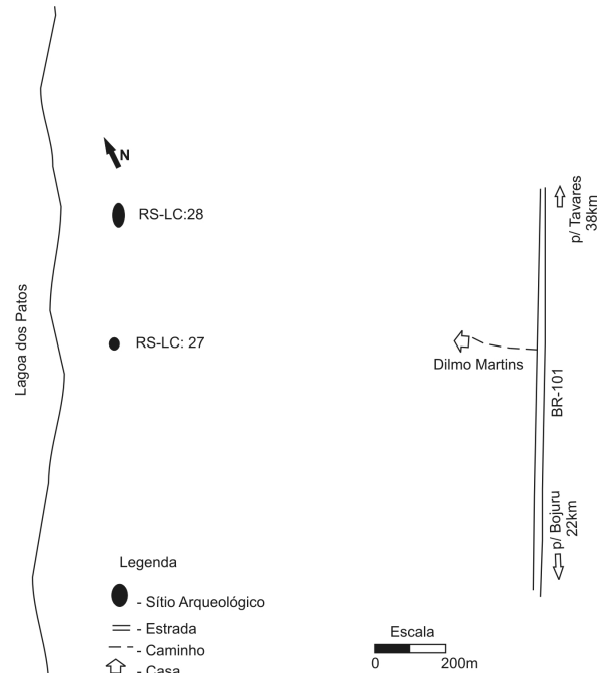 N
RS-LC:28
p/ Tavares
38km
Lagoa dos Patos
RS-LC: 27
Dilmo Martins
BR-101
p/ Bojuru
22km
Legenda
- Sítio Arqueológico
- Estrada
- Caminho
- Casa
Escala
0 200m